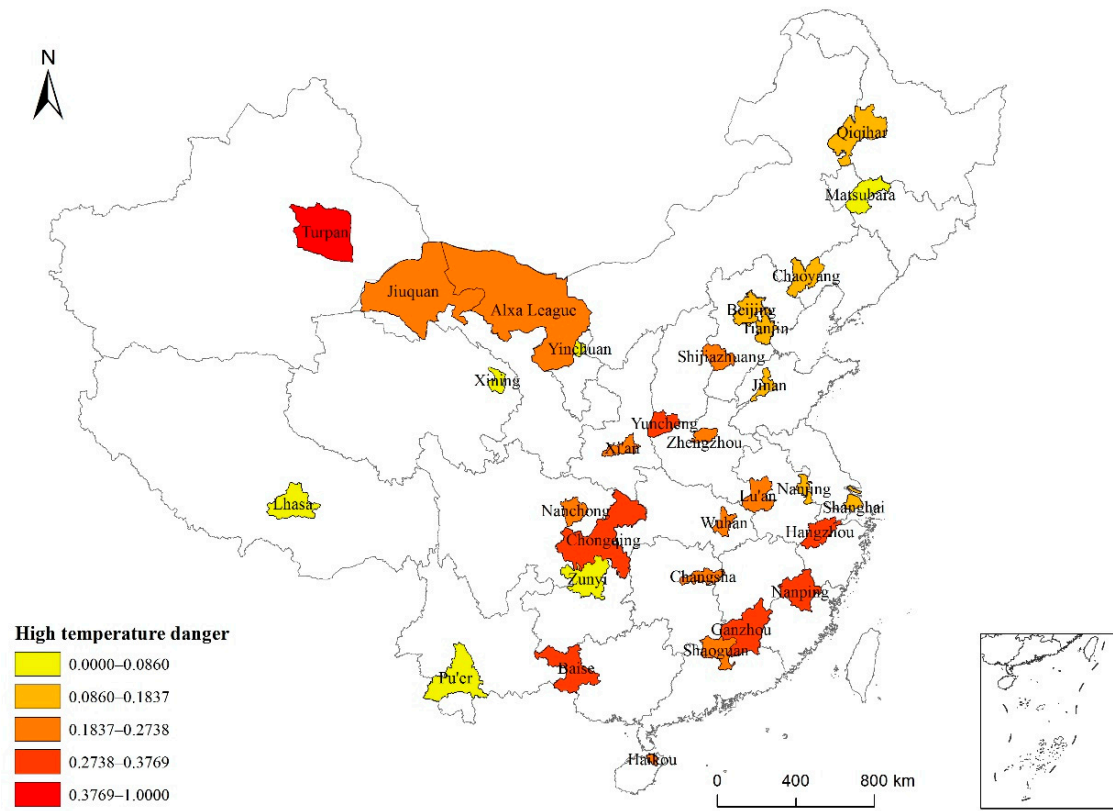 N
Qiqihar
Matsubara
Turpan
Chaoyang
Jiuquan
Alxa League
Beijing
Tianjin
Yinchuan
Shijiazhuang
Xining
Jinan
Yuncheng
Zhengzhou
Xi'an
Lhasa
Nanchong
Lu'an
Nanjing
Shanghai
Wuhan
Hangzhou
Chongqing
Zunyi
Changsha
Nanping
Ganzhou
Shaoguan
Baise
Pu'er
Haikou
High temperature danger
0.0000–0.0860
0.0860–0.1837
0.1837–0.2738
0.2738–0.3769
0.3769–1.0000
0 400 800 km